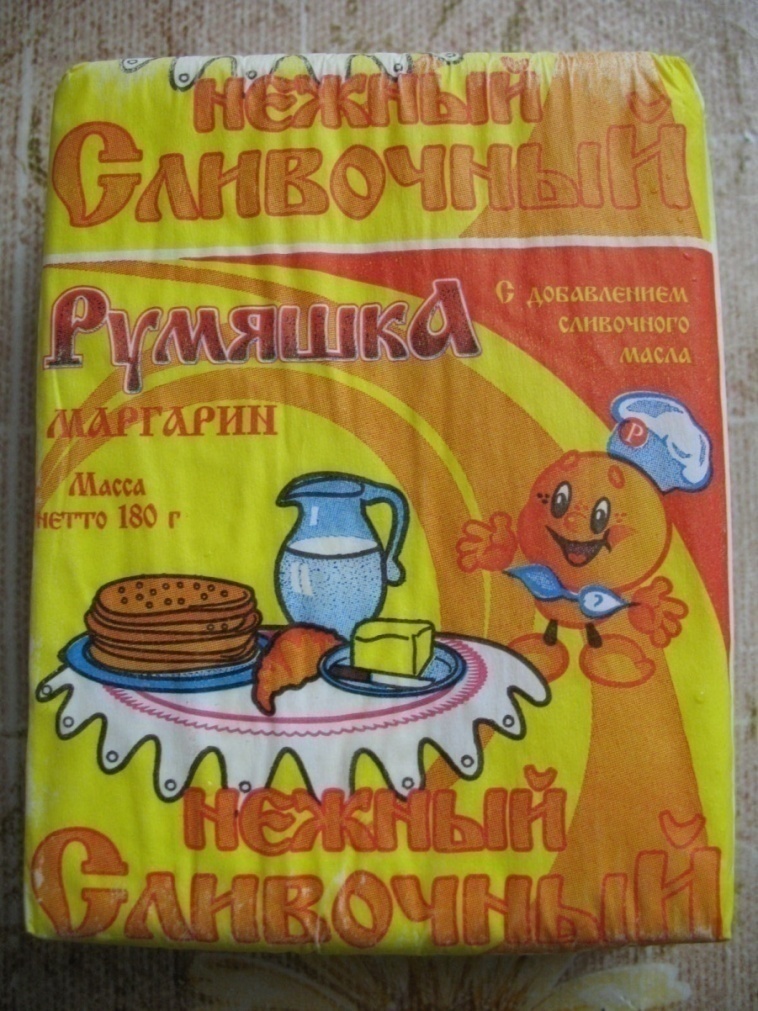 Нежный
Сливочный
Румяшка
С добавлением
сливочного
масла
Маргарин
Масса
нетто 180 г
Р
Нежный
Сливочный